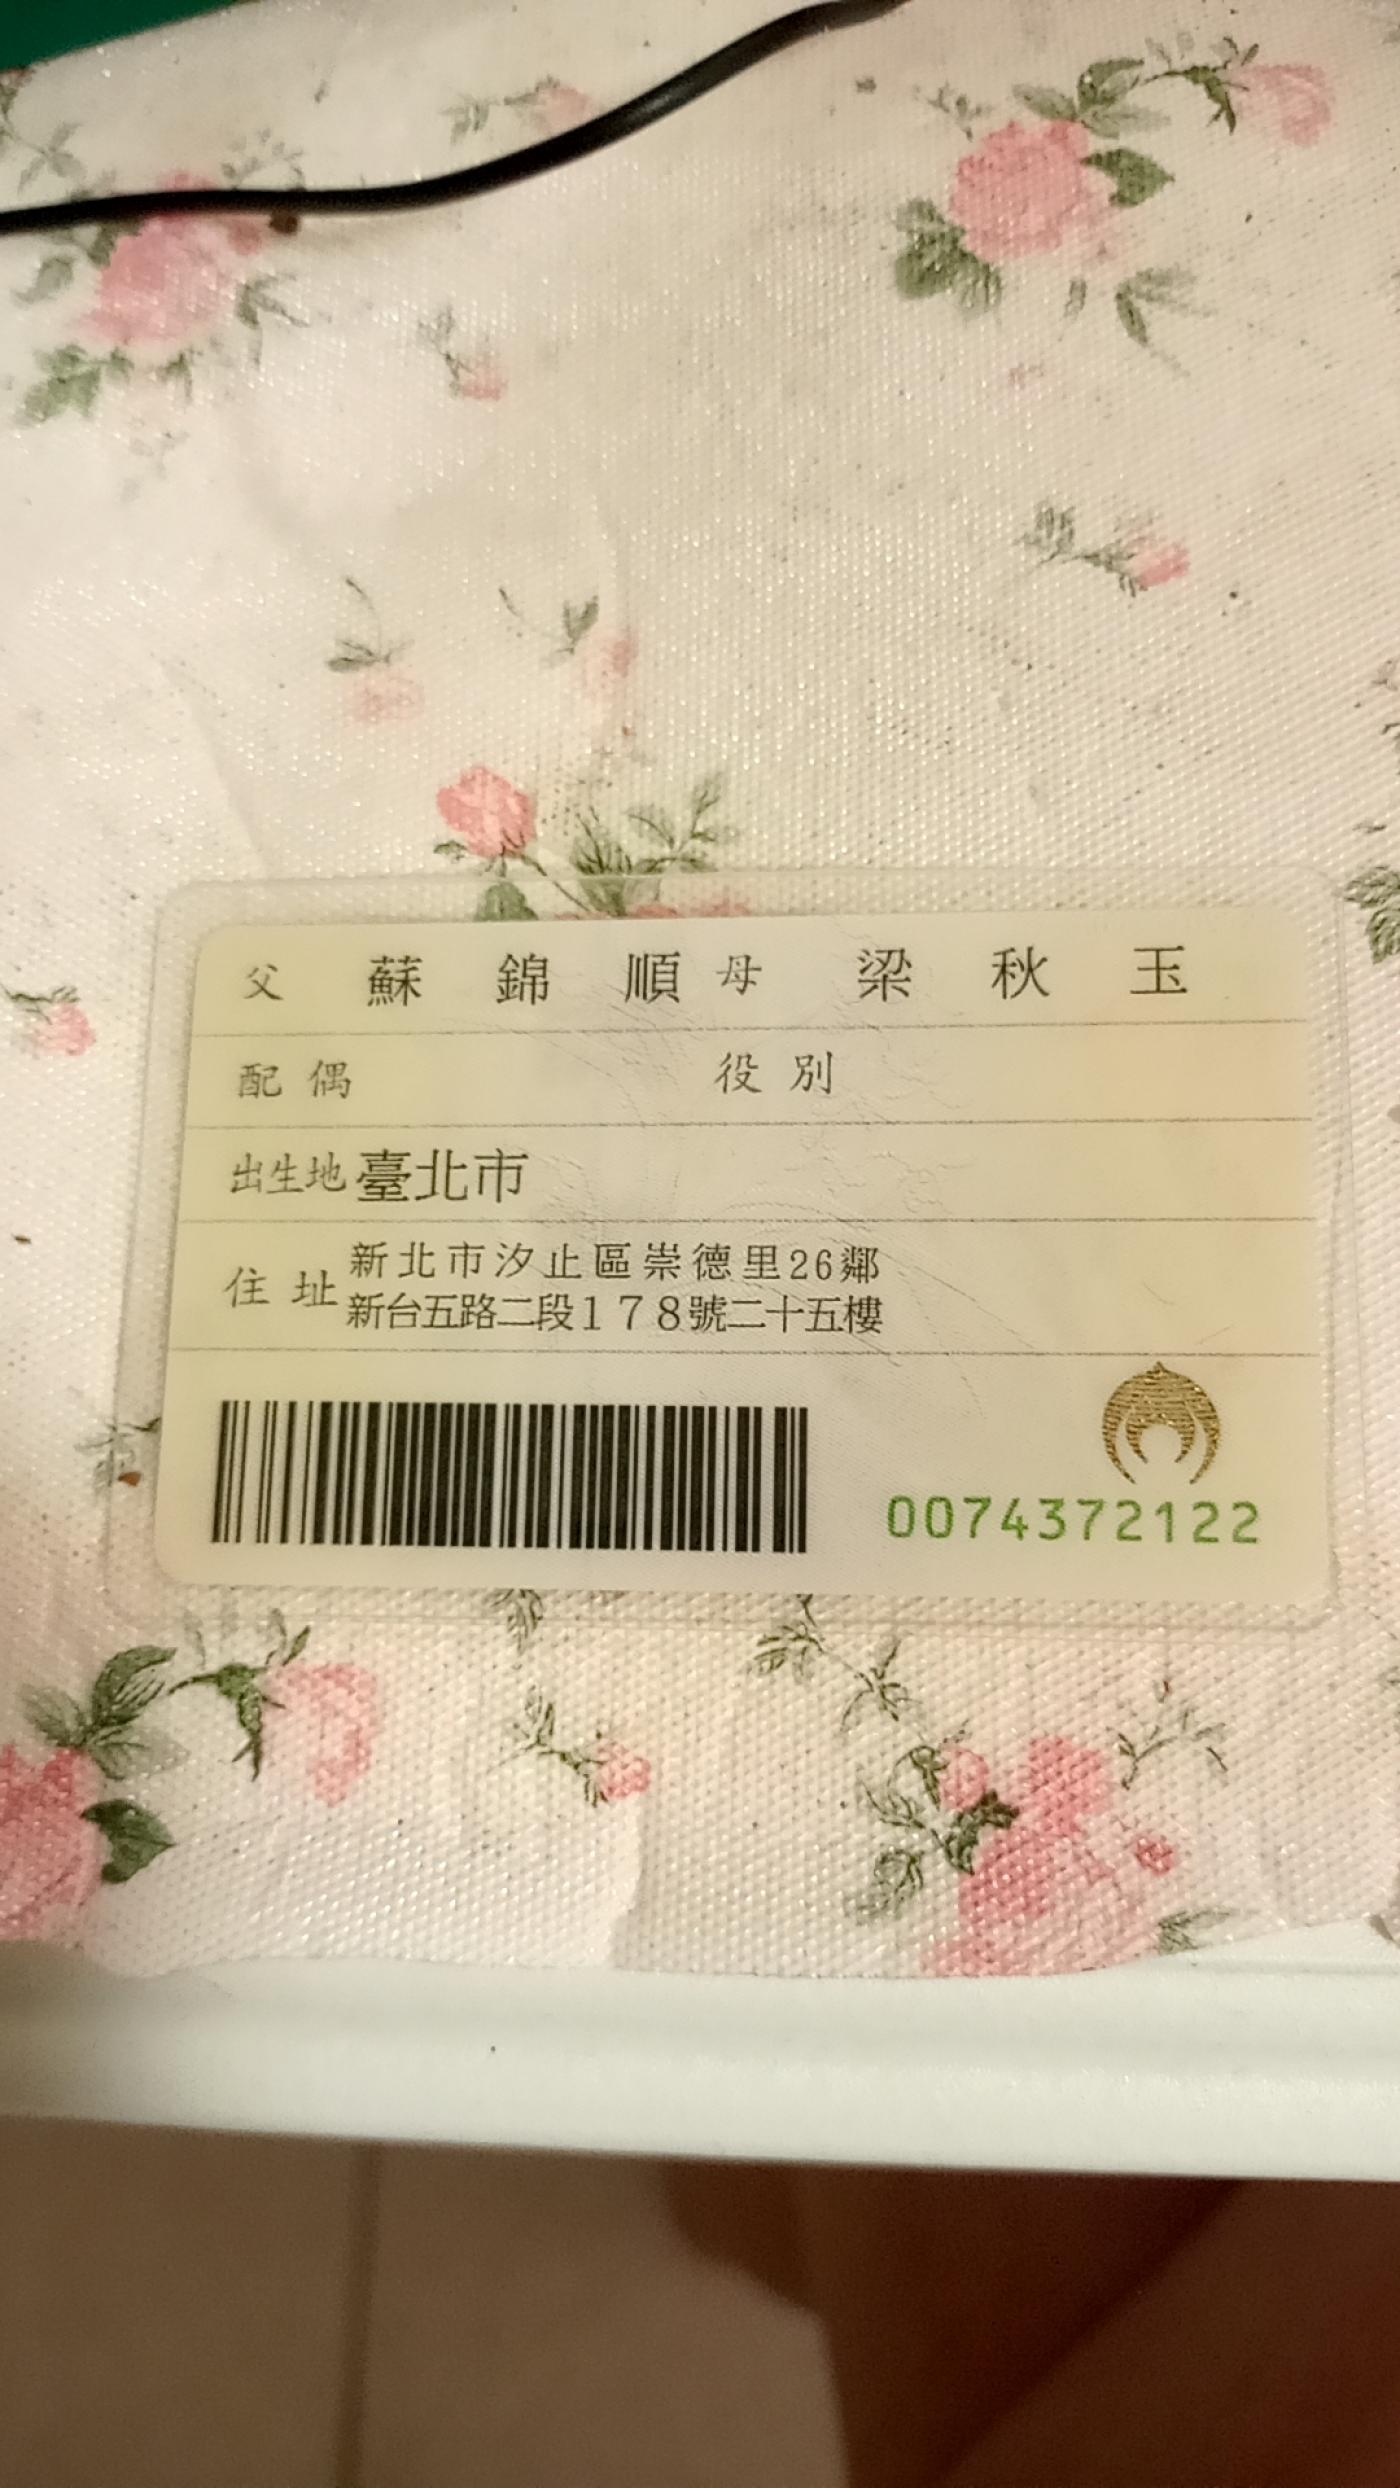 父 蘇錦順 母 梁秋玉
配偶 役別
出生地 臺北市
住址 新北市汐止區崇德里26鄰
新台五路二段178號二十五樓
0074372122